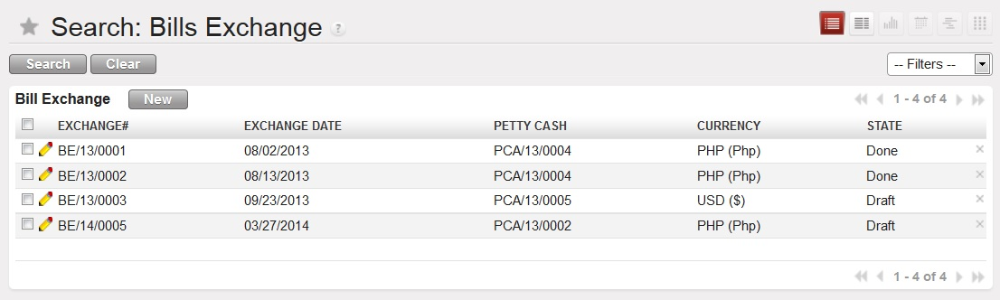 Search: Bills Exchange ?
Search Clear -- Filters --
Bill Exchange New 1 - 4 of 4
EXCHANGE# EXCHANGE DATE PETTY CASH CURRENCY STATE
BE/13/0001 08/02/2013 PCA/13/0004 PHP (Php) Done
BE/13/0002 08/13/2013 PCA/13/0004 PHP (Php) Done
BE/13/0003 09/23/2013 PCA/13/0005 USD ($) Draft
BE/14/0005 03/27/2014 PCA/13/0002 PHP (Php) Draft
1 - 4 of 4